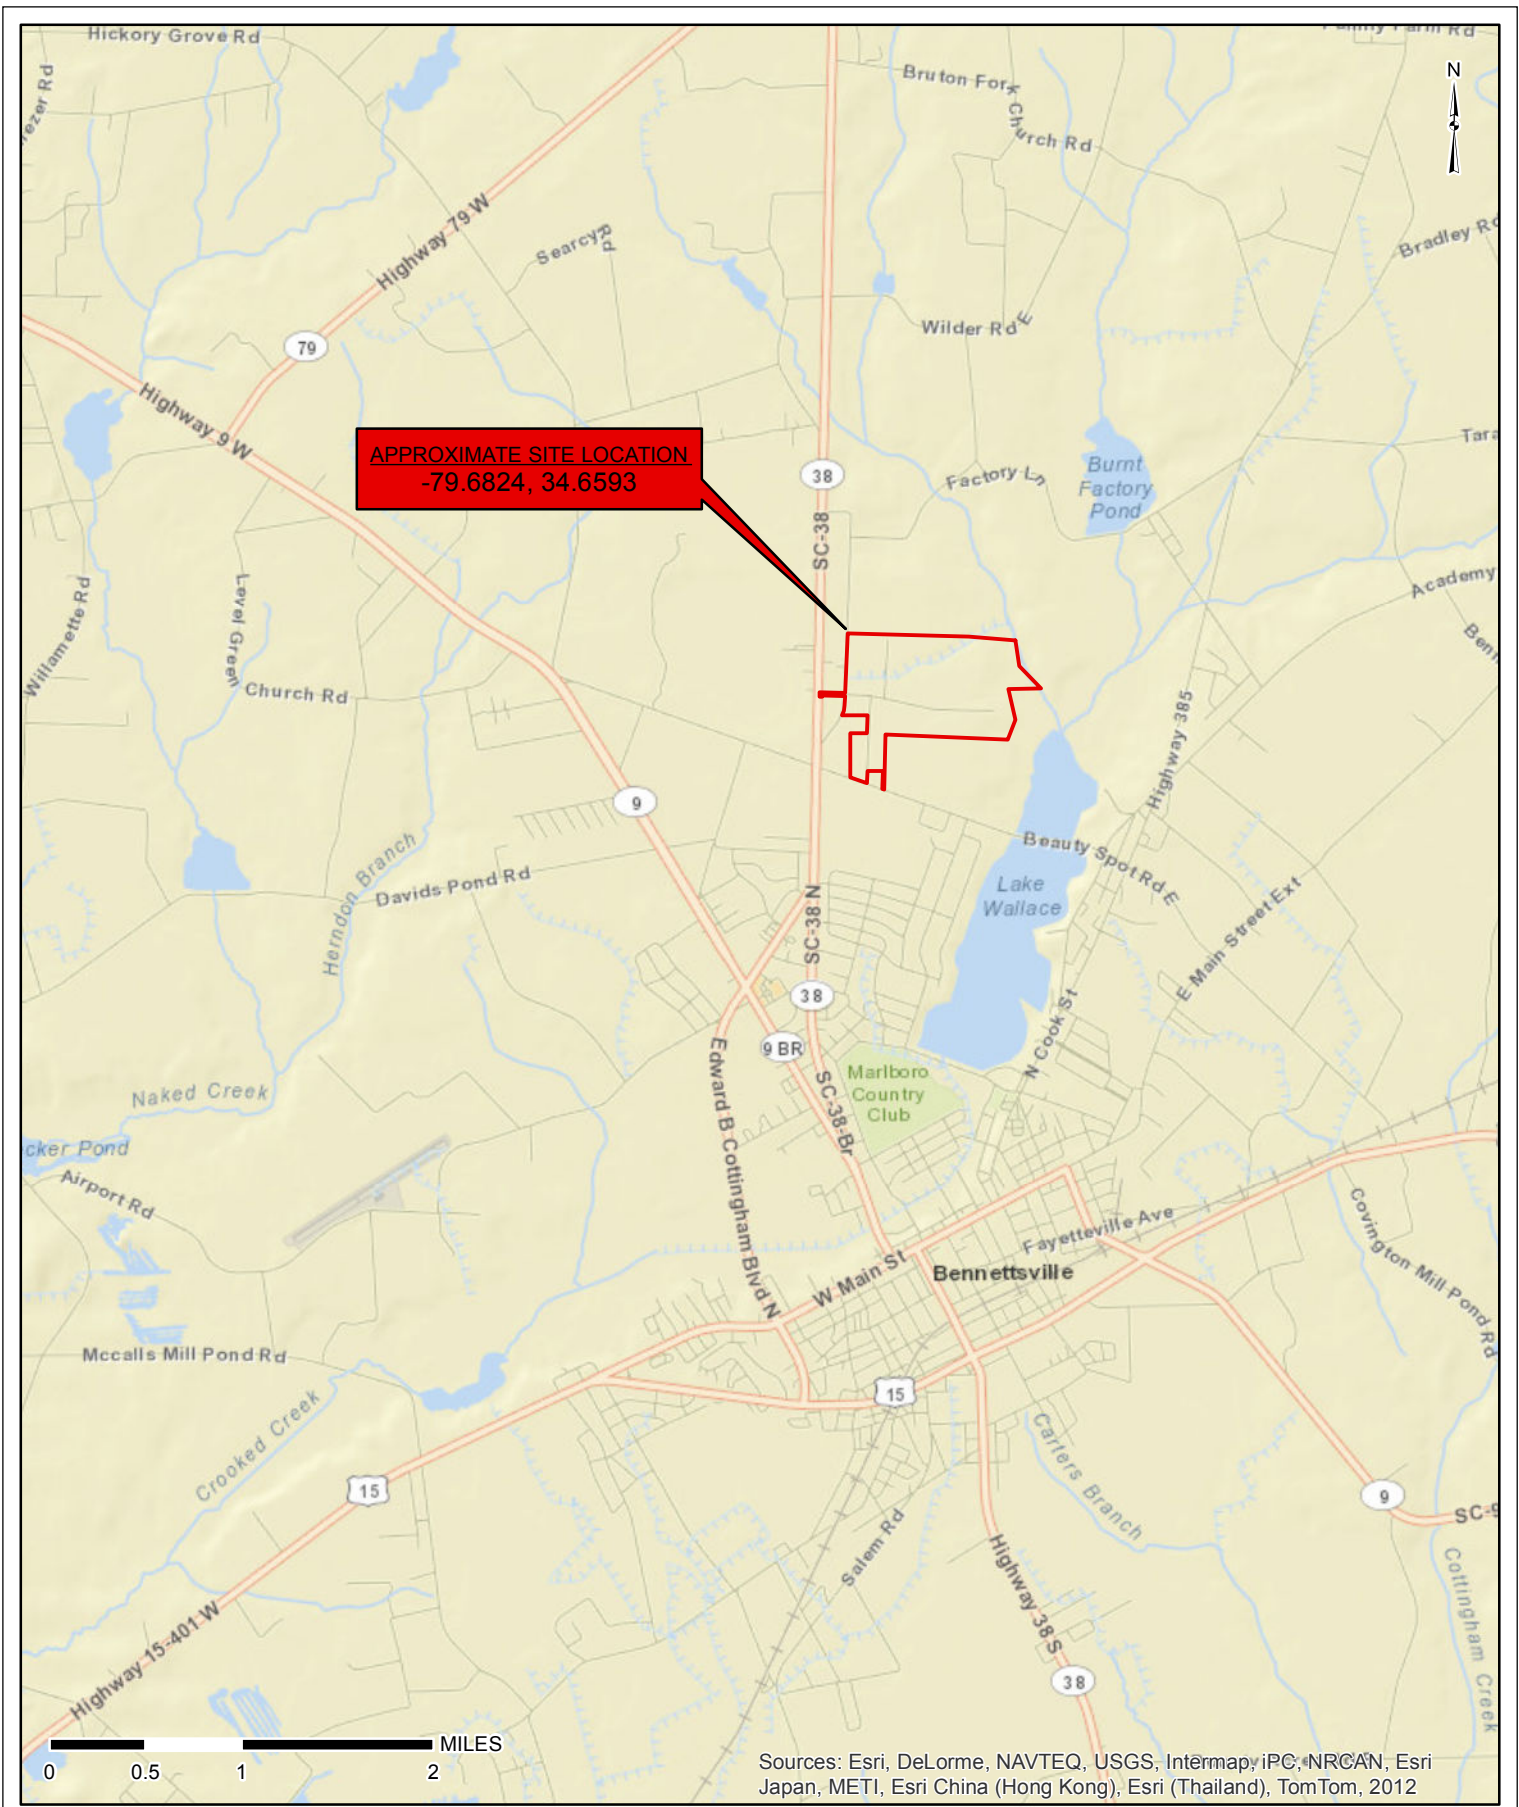 Hickory Grove Rd
Family Farm Rd
N
Bruton Fork Church Rd
Bradley Rd
Highway 79 W
Searcy Rd
79
Wilder Rd E
Highway 9 W
APPROXIMATE SITE LOCATION
-79.6824, 34.6593
38
SC-38
Factory Ln
Burnt
Factory
Pond
Tara
Academy
Benn
Willamette Rd
Level Green
Church Rd
Highway 385
9
Beauty Spot Rd E
Herndon Branch
Davids Pond Rd
Lake
Wallace
E Main Street Ext
SC-38 N
38
9 BR
N Cook St
Edward B Cottingham Blvd N
SC-38-Br
Marlboro
Country
Club
Naked Creek
cker Pond
Airport Rd
Fayetteville Ave
Covington Mill Pond Rd
W Main St
Bennettsville
Mccalls Mill Pond Rd
15
Crooked Creek
Carters Branch
15
9
SC-9
Salem Rd
Highway 38 S
Cottingham Creek
Highway 15-401 W
38
MILES
0 0.5 1 2
Sources: Esri, DeLorme, NAVTEQ, USGS, Intermap, iPC, NRCAN, Esri
Japan, METI, Esri China (Hong Kong), Esri (Thailand), TomTom, 2012